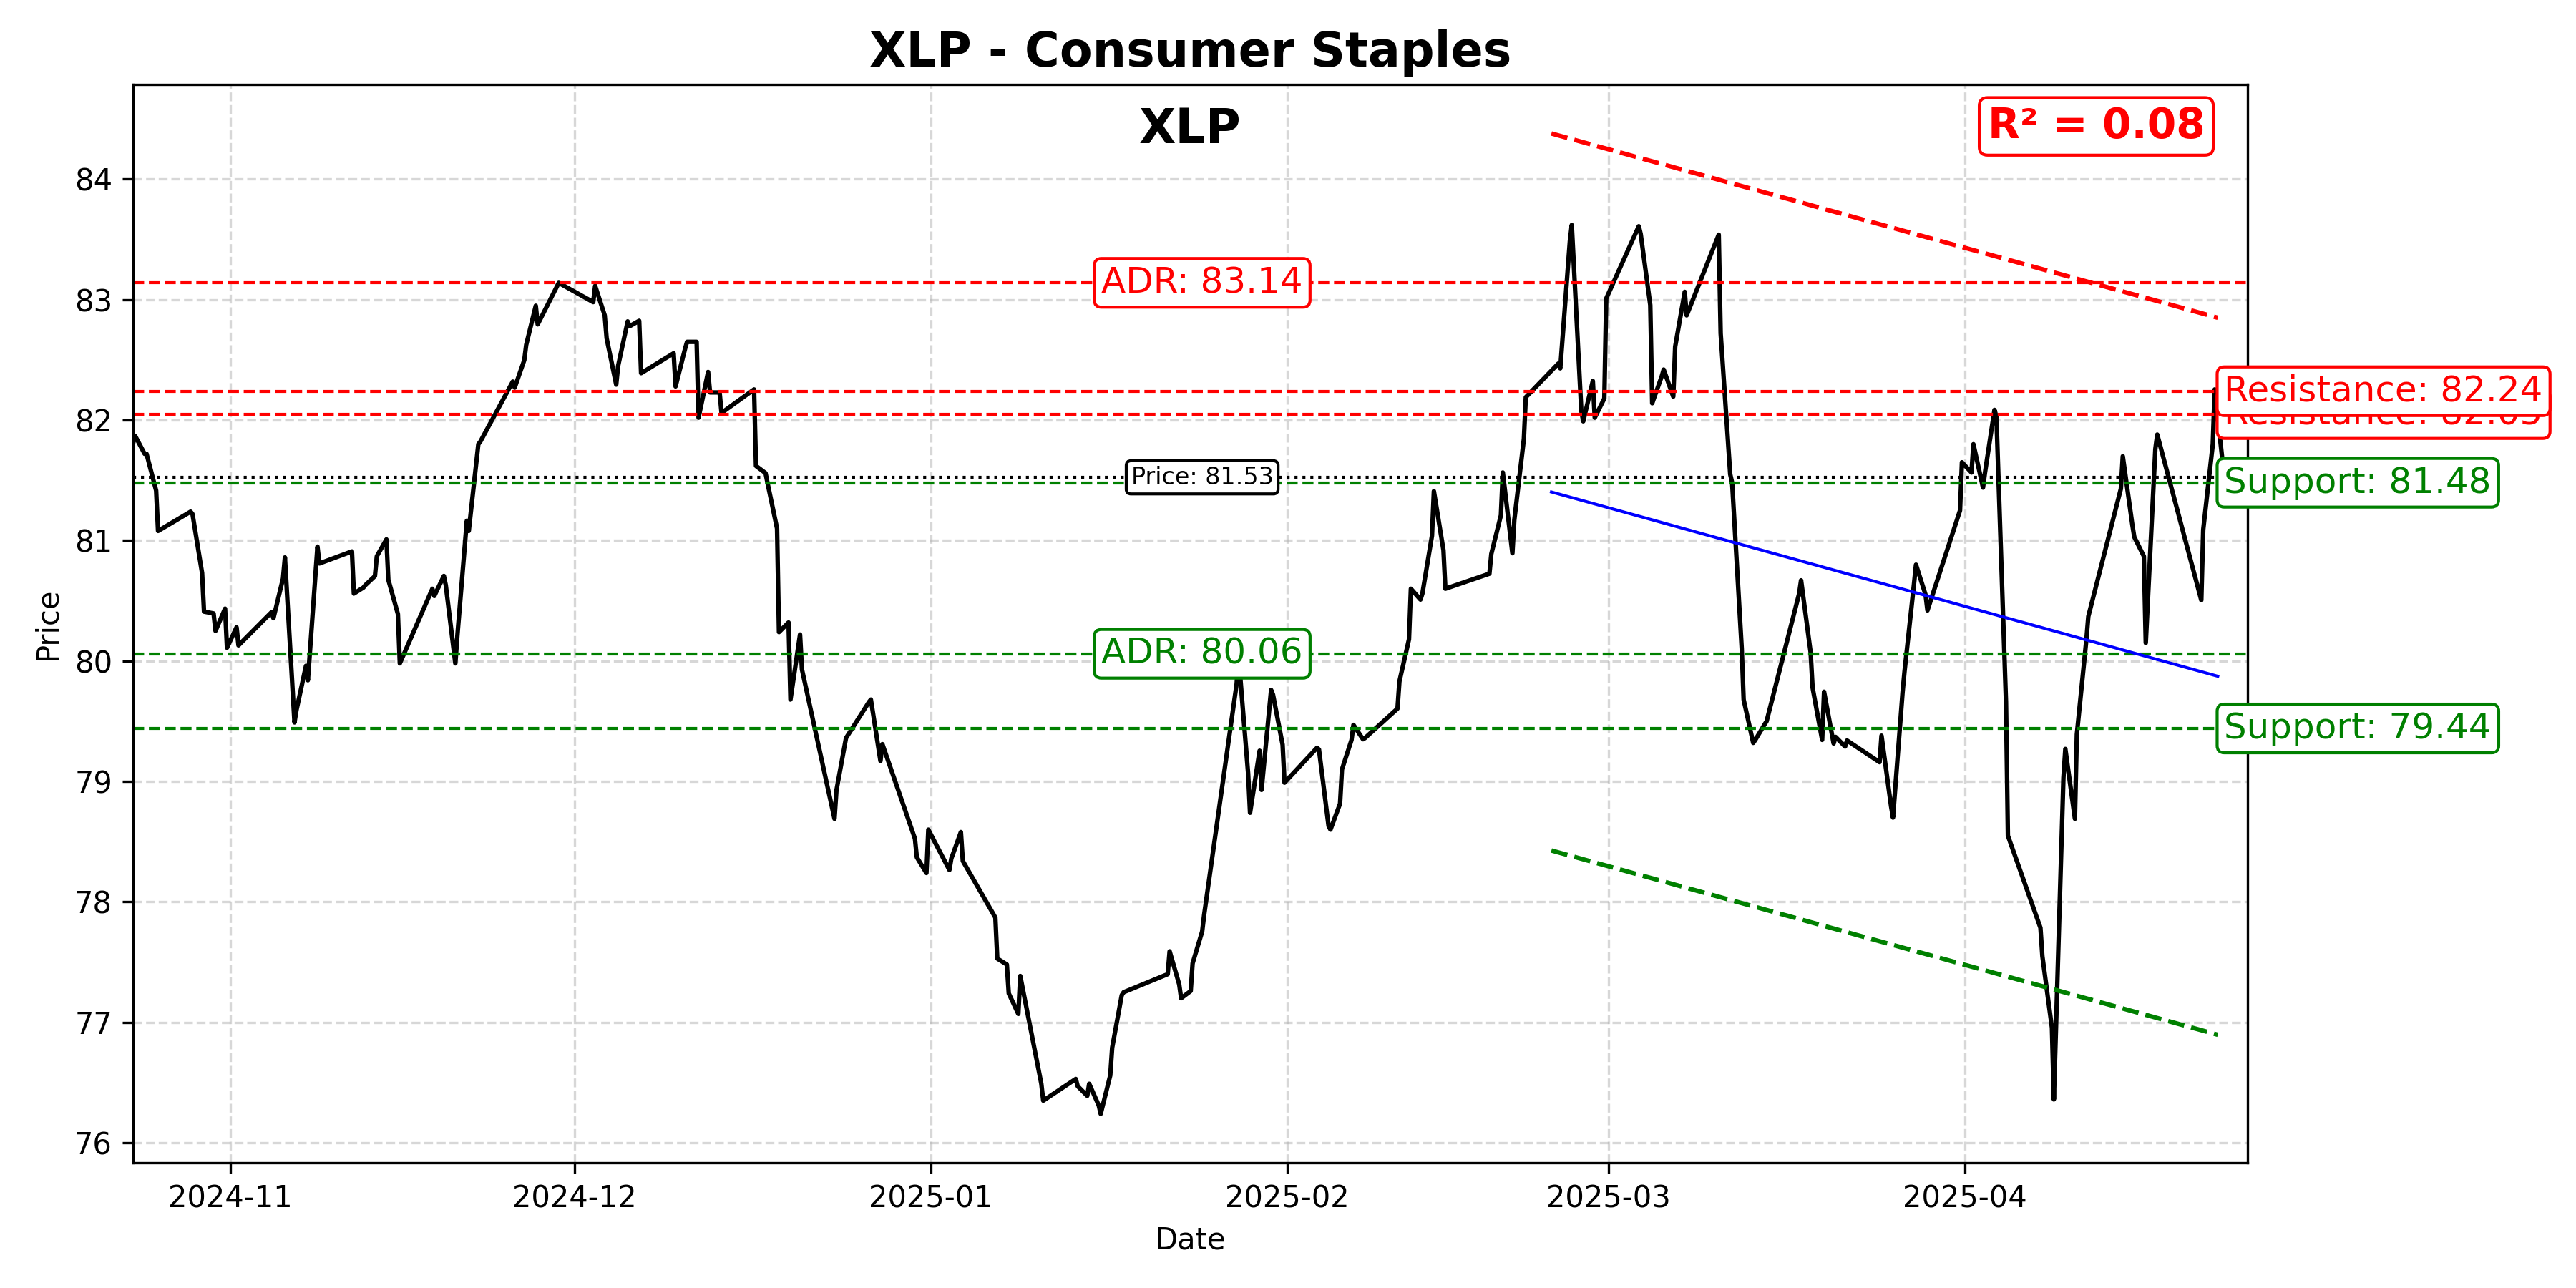 XLP - Consumer Staples
XLP
R² = 0.08
84
83
82
81
80
79
78
77
76
Price
ADR: 83.14
Resistance: 82.24
Price: 81.53
Support: 81.48
ADR: 80.06
Support: 79.44
2024-11
2024-12
2025-01
2025-02
2025-03
2025-04
Date